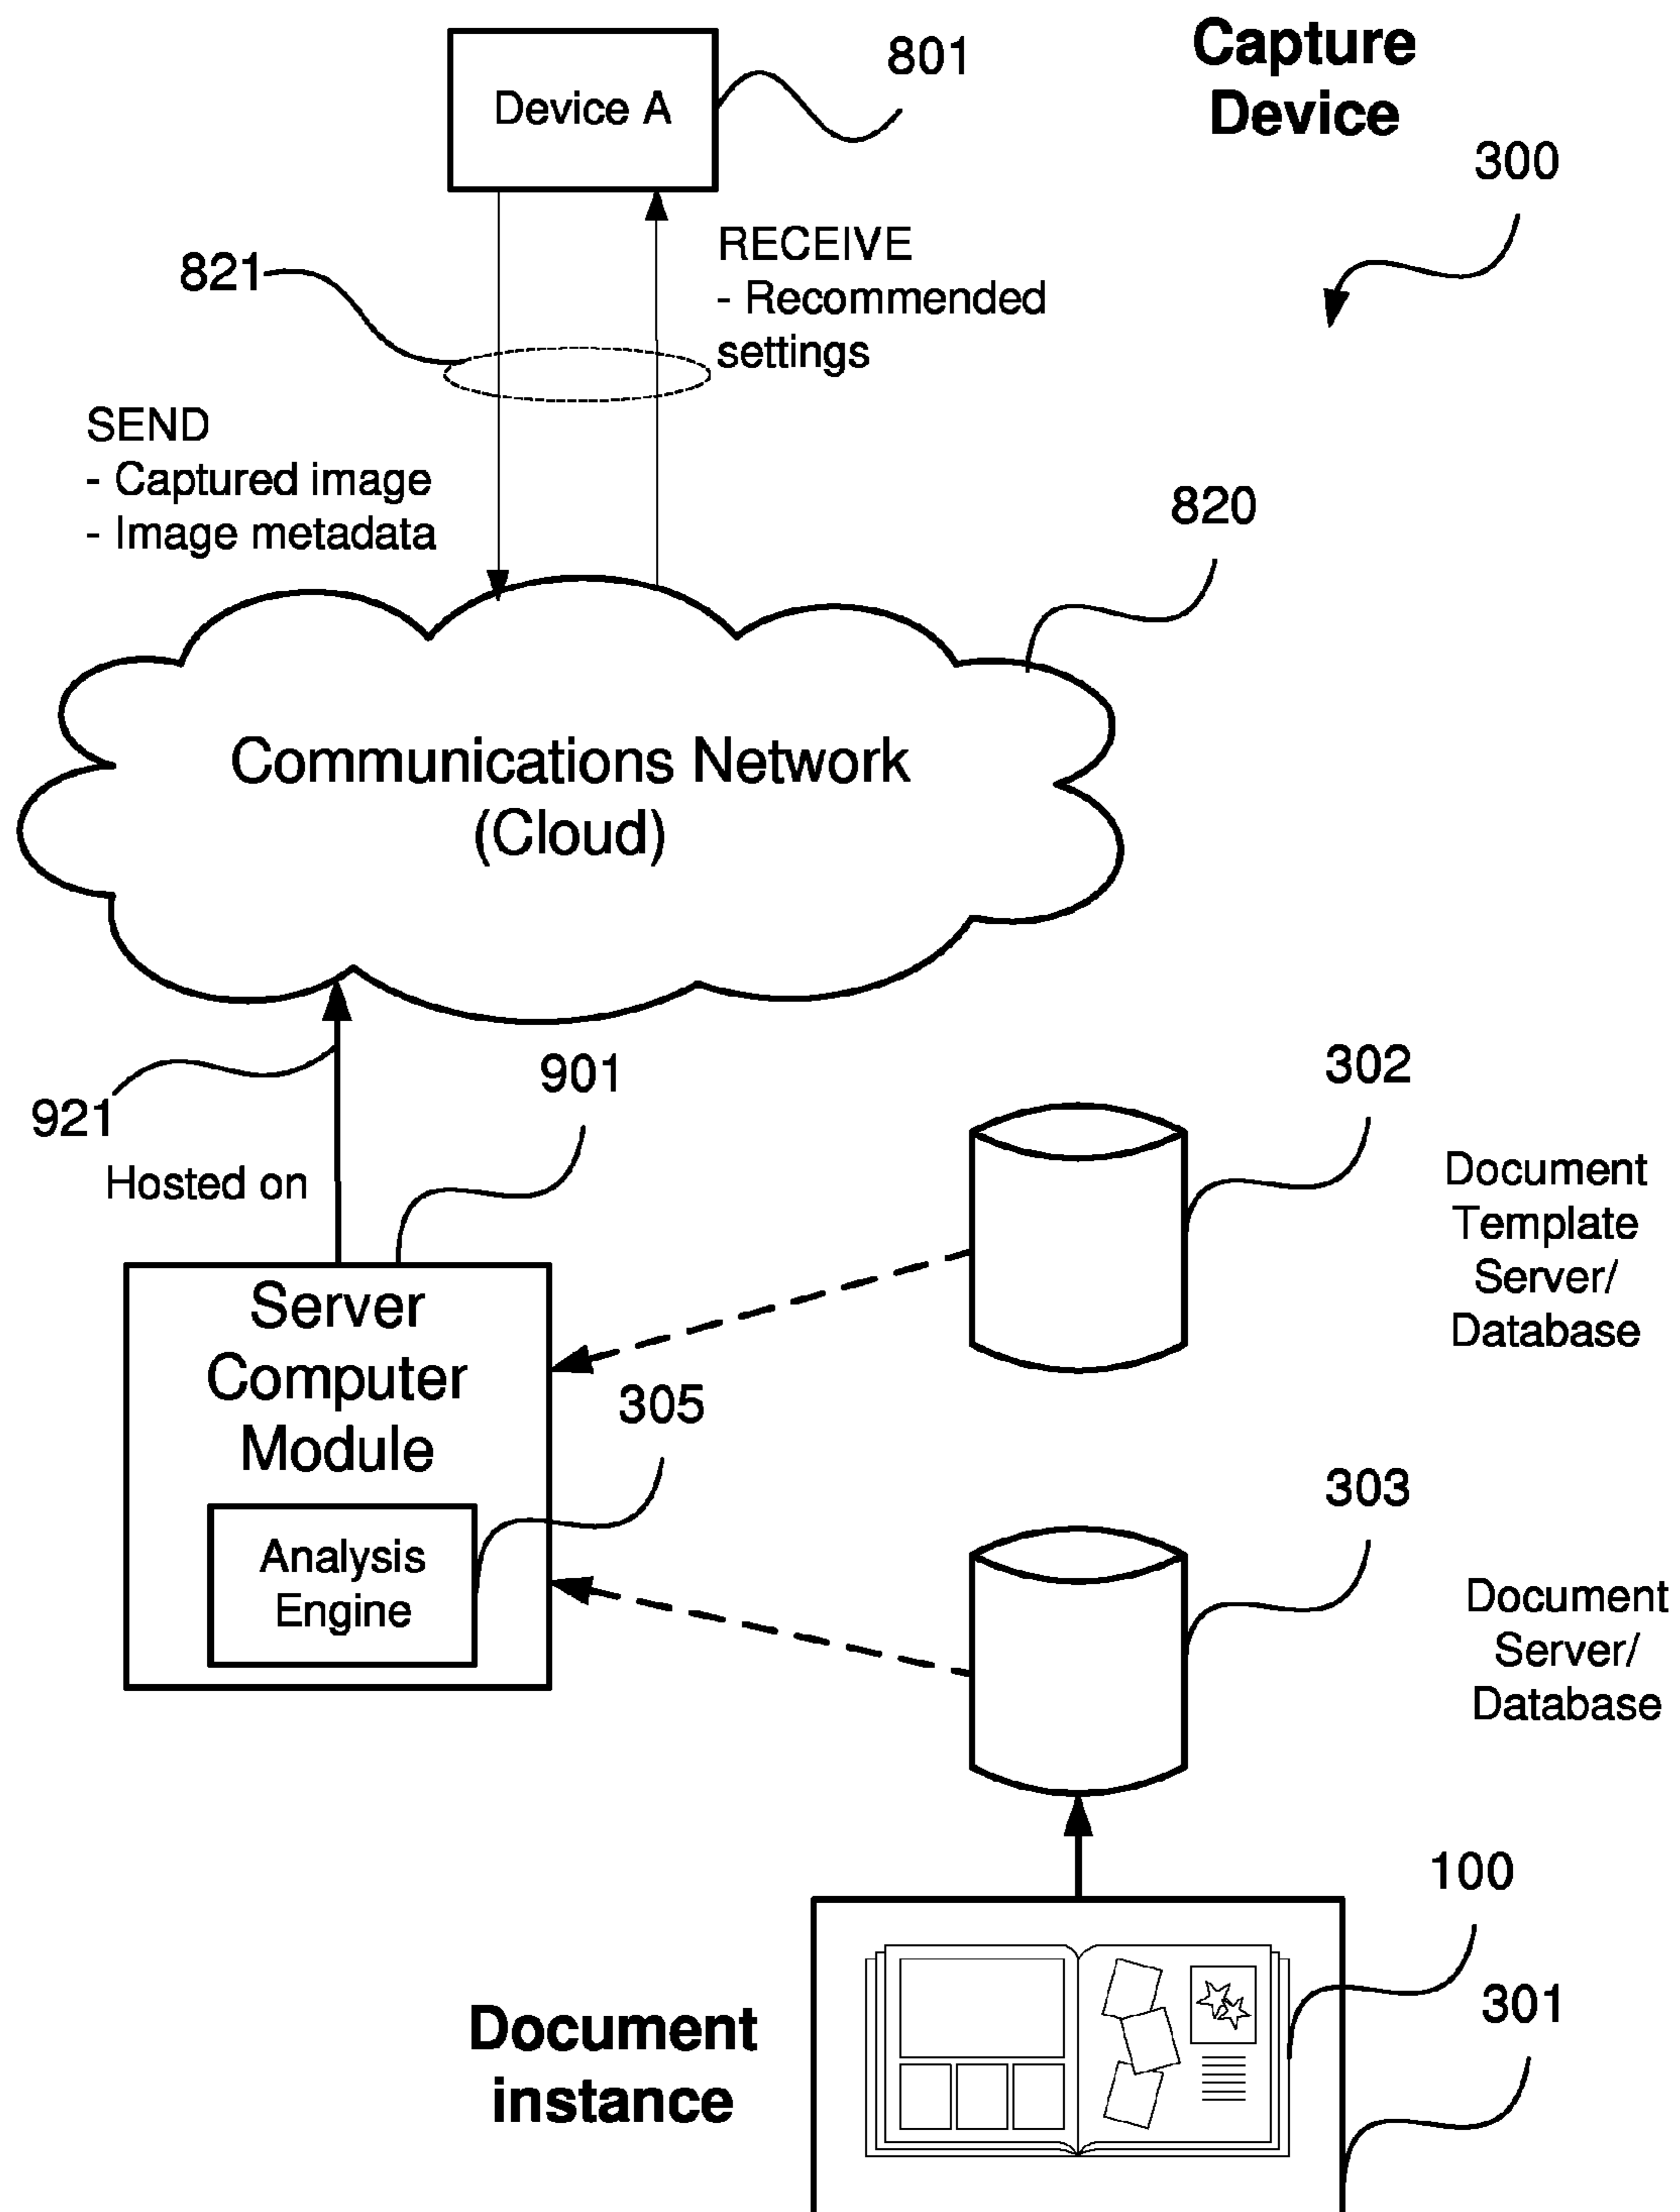 Capture
Device
801
Device A
300
821
RECEIVE
- Recommended
settings
SEND
- Captured image
- Image metadata
820
Communications Network
(Cloud)
921
901
Hosted on
302
Document
Template
Server/
Database
Server
Computer
Module
305
Analysis
Engine
303
Document
Server/
Database
100
301
Document
instance